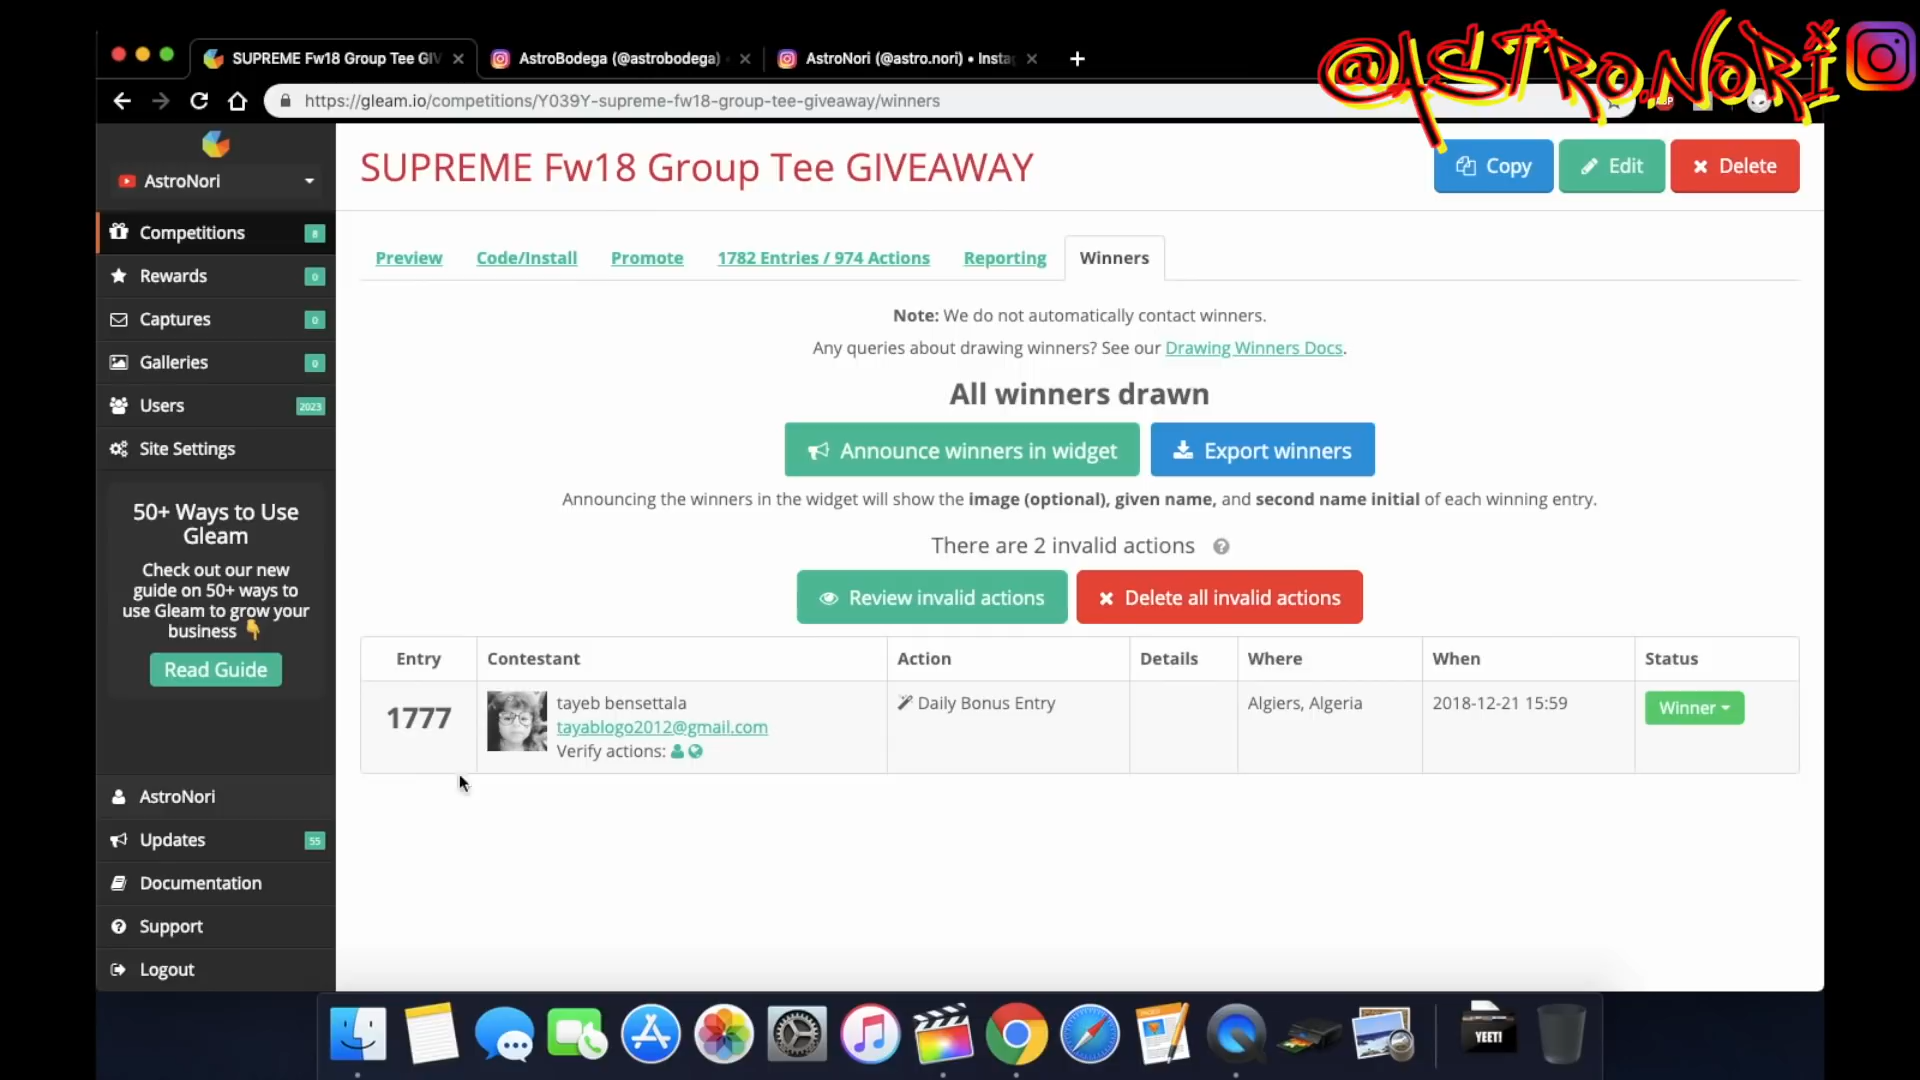 @ASTRO.NORI
SUPREME Fw18 Group Tee GIV
AstroBodega (@astrobodega)
AstroNori (@astro.nori) • Insta
https://gleam.io/competitions/Y039Y-supreme-fw18-group-tee-giveaway/winners
AstroNori
Competitions 8
Rewards 0
Captures 0
Galleries 0
Users 2023
Site Settings
50+ Ways to Use
Gleam
Check out our new
guide on 50+ ways to
use Gleam to grow your
business 👇
Read Guide
AstroNori
Updates 55
Documentation
Support
Logout
SUPREME Fw18 Group Tee GIVEAWAY
Copy
Edit
Delete
Preview
Code/Install
Promote
1782 Entries / 974 Actions
Reporting
Winners
Note: We do not automatically contact winners.
Any queries about drawing winners? See our Drawing Winners Docs.
All winners drawn
Announce winners in widget
Export winners
Announcing the winners in the widget will show the image (optional), given name, and second name initial of each winning entry.
There are 2 invalid actions
Review invalid actions
Delete all invalid actions
Entry Contestant Action Details Where When Status
1777
tayeb bensettala
tayablogo2012@gmail.com
Verify actions:
Daily Bonus Entry
Algiers, Algeria
2018-12-21 15:59
Winner
YEET!